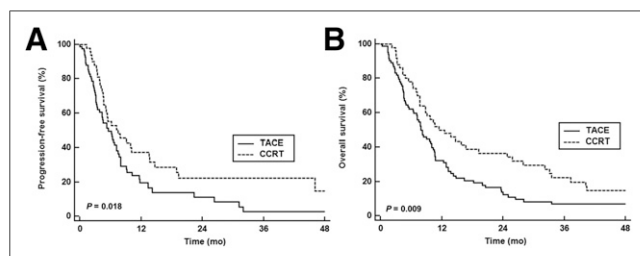 A
Progression-free survival (%)
100
80
60
40
20
0
TACE
CCRT
P = 0.018
0 12 24 36 48
Time (mo)
B
Overall survival (%)
100
80
60
40
20
0
TACE
CCRT
P = 0.009
0 12 24 36 48
Time (mo)